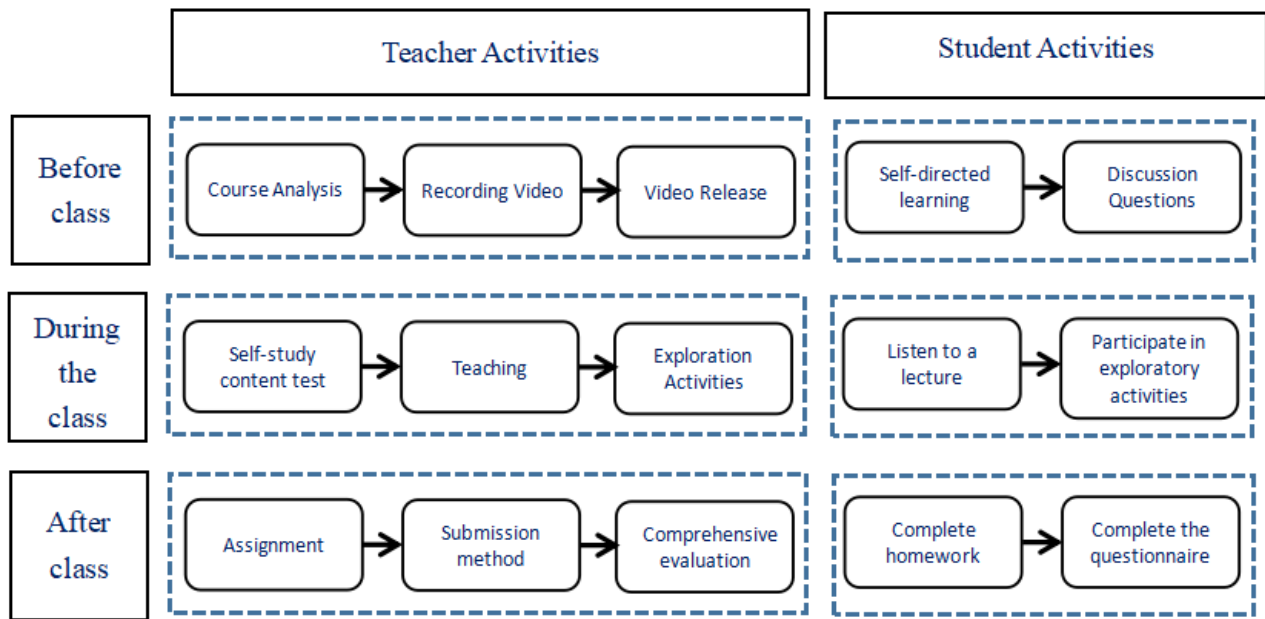 Teacher Activities
Student Activities
Before
class
Course Analysis
Recording Video
Video Release
Self-directed
learning
Discussion
Questions
During
the
class
Self-study
content test
Teaching
Exploration
Activities
Listen to a
lecture
Participate in
exploratory
activities
After
class
Assignment
Submission
method
Comprehensive
evaluation
Complete
homework
Complete the
questionnaire